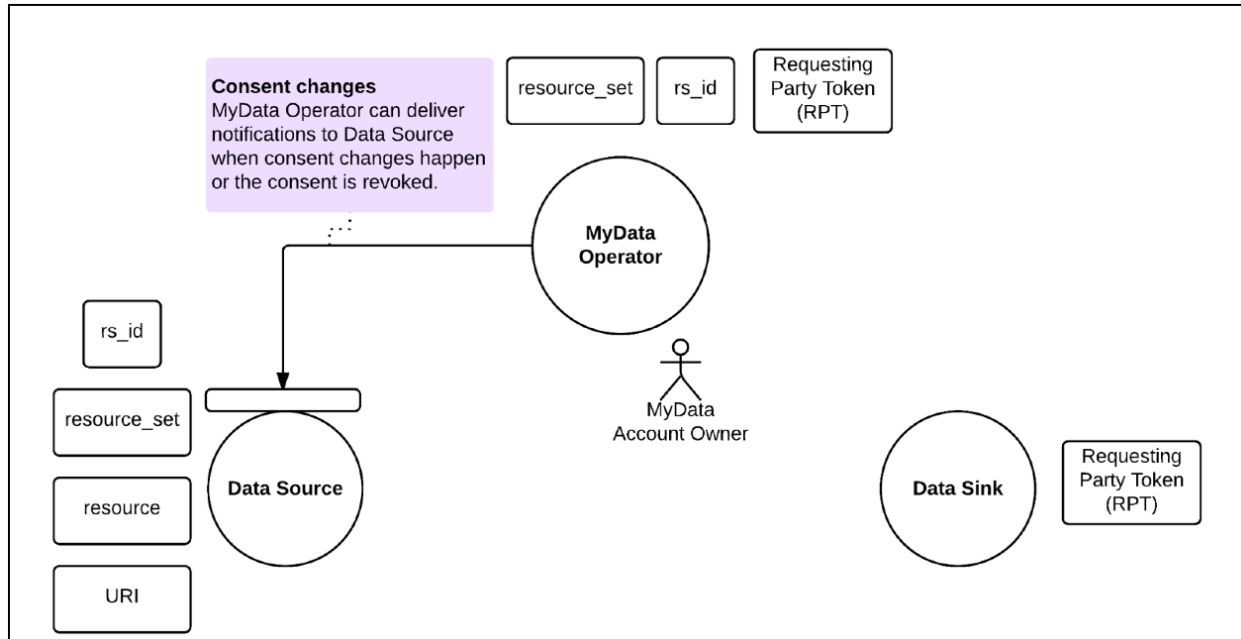 Consent changes
MyData Operator can deliver
notifications to Data Source
when consent changes happen
or the consent is revoked.
resource_set
rs_id
Requesting
Party Token
(RPT)
MyData
Operator
rs_id
resource_set
resource
URI
Data Source
MyData
Account Owner
Data Sink
Requesting
Party Token
(RPT)